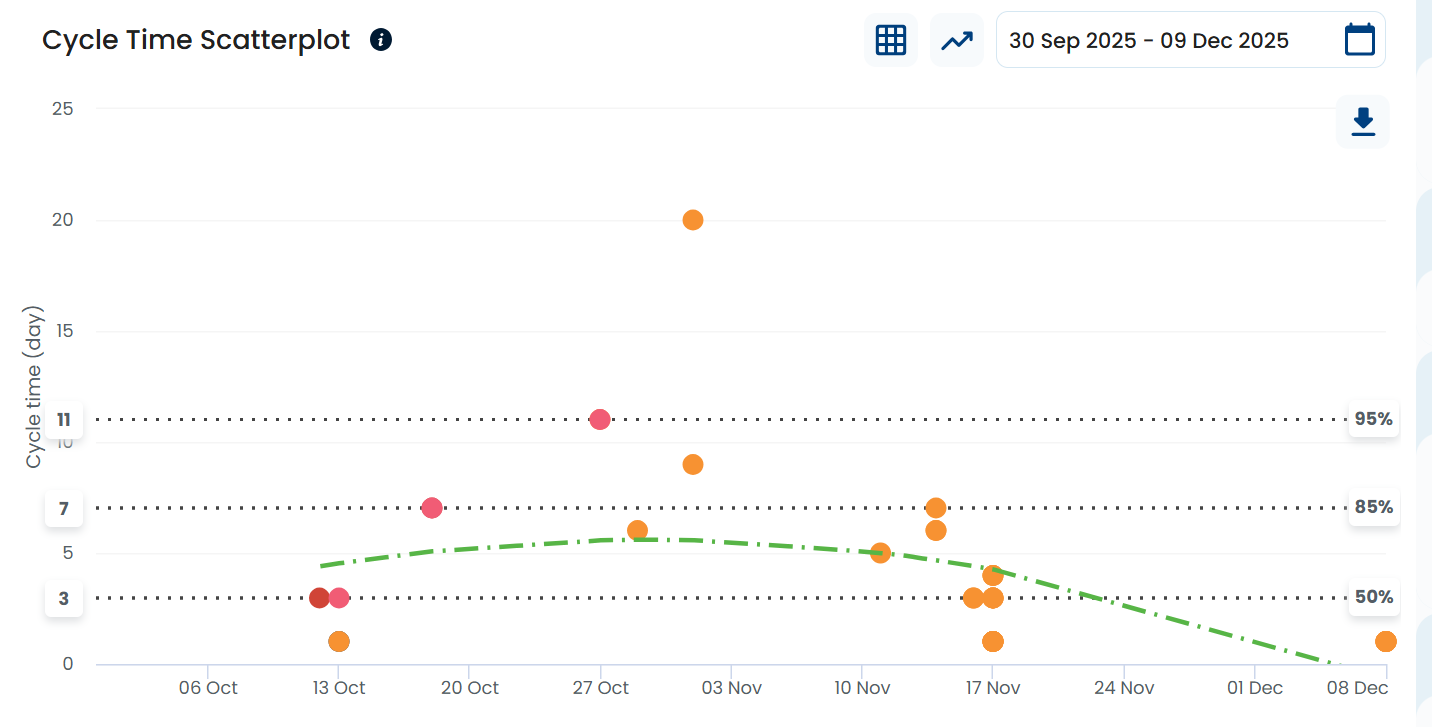 Cycle Time Scatterplot
i
30 Sep 2025 - 09 Dec 2025
25
20
15
11
95%
10
7
85%
5
3
50%
0
Cycle time (day)
06 Oct
13 Oct
20 Oct
27 Oct
03 Nov
10 Nov
17 Nov
24 Nov
01 Dec
08 Dec